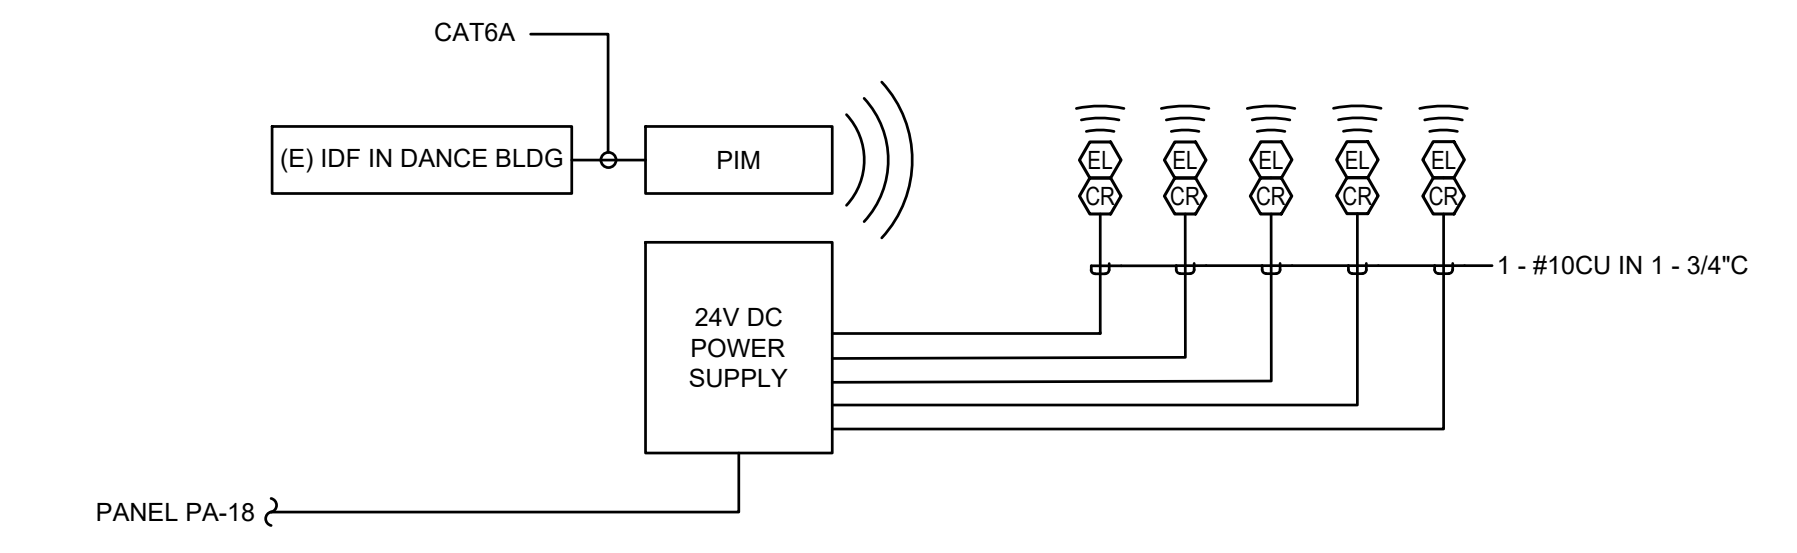 CAT6A
(E) IDF IN DANCE BLDG
PIM
EL EL EL EL EL
CR CR CR CR CR
1 - #10CU IN 1 - 3/4"C
24V DC
POWER
SUPPLY
PANEL PA-18